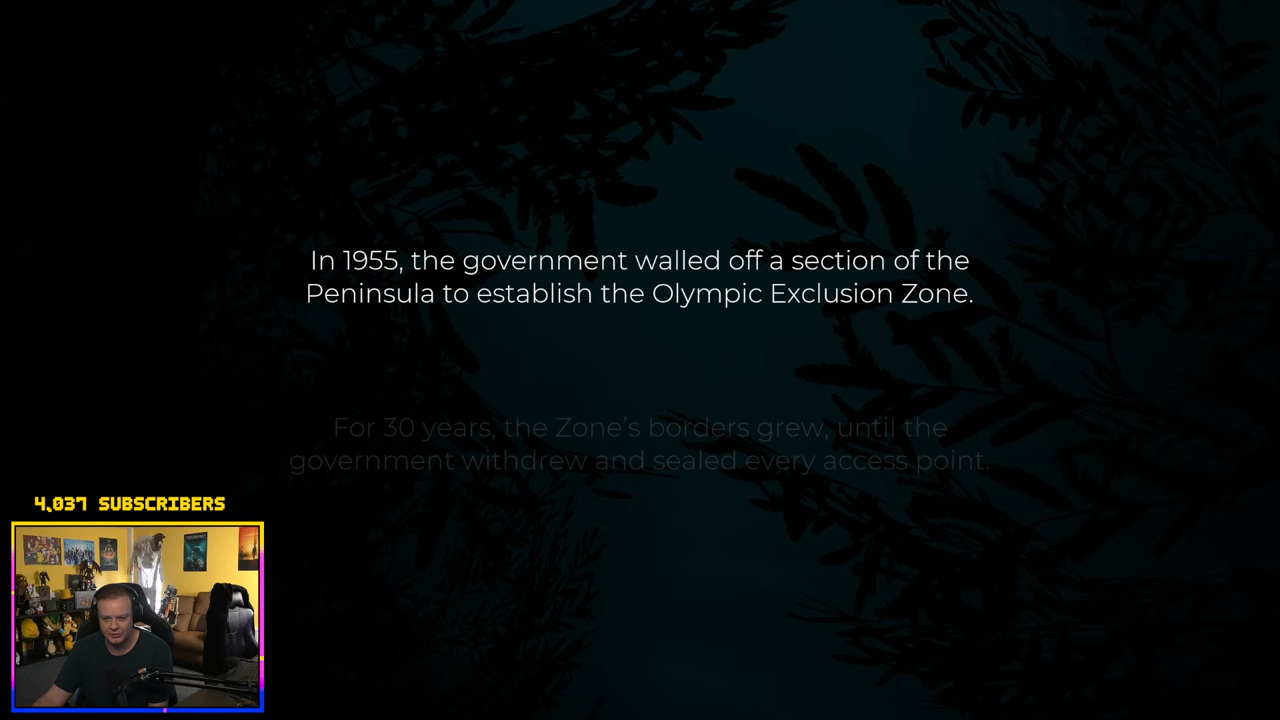 In 1955, the government walled off a section of the
Peninsula to establish the Olympic Exclusion Zone.
For 30 years, the Zone's borders grew, until the
government withdrew and sealed every access point.
4,037 SUBSCRIBERS